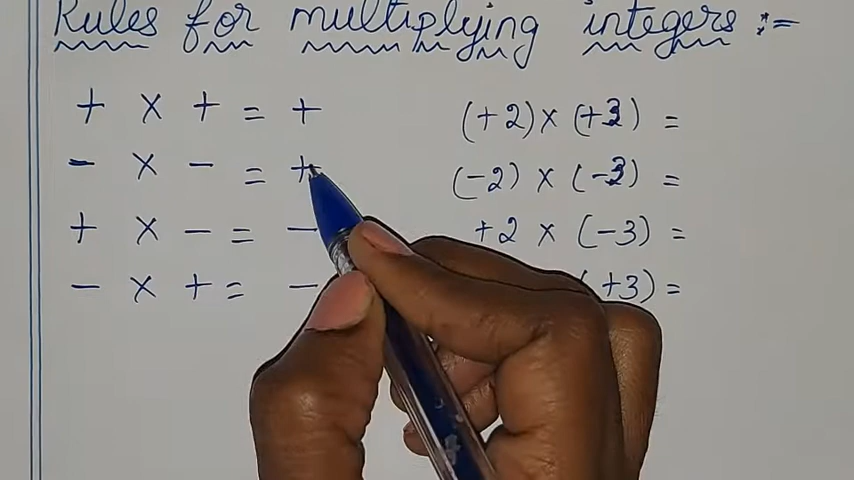 Rules for multiplying integers :-
+ × + = + (+2) × (+3) =
- × - = + (-2) × (-3) =
+ × - = - +2 × (-3) =
- × + = - (+3) =